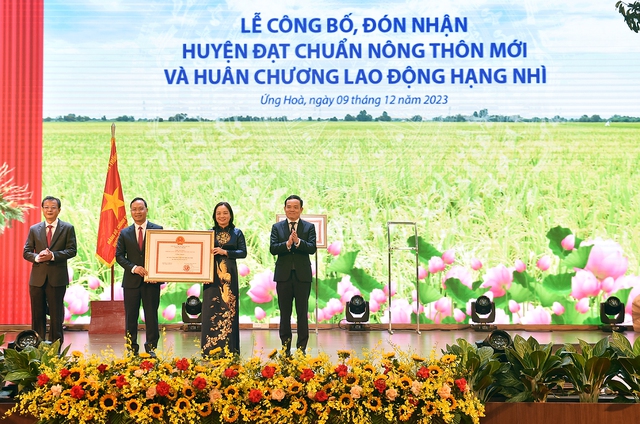 LỄ CÔNG BỐ, ĐÓN NHẬN
HUYỆN ĐẠT CHUẨN NÔNG THÔN MỚI
VÀ HUÂN CHƯƠNG LAO ĐỘNG HẠNG NHÌ
Ứng Hoà, ngày 09 tháng 12 năm 2023